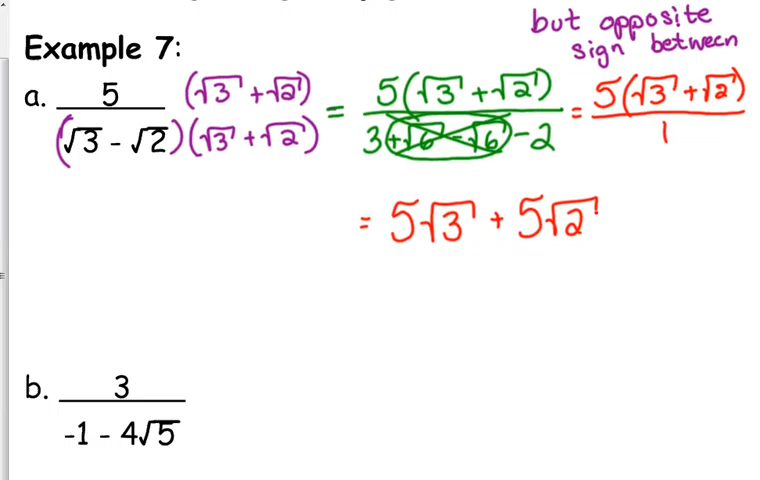 but opposite
sign between
Example 7:
a. 5 (√3 + √2) / (√3 - √2)(√3 + √2) = 5(√3 + √2) / 3 + √6 - √6 - 2 = 5(√3 + √2) / 1
= 5√3 + 5√2
b. 3 / -1 - 4√5